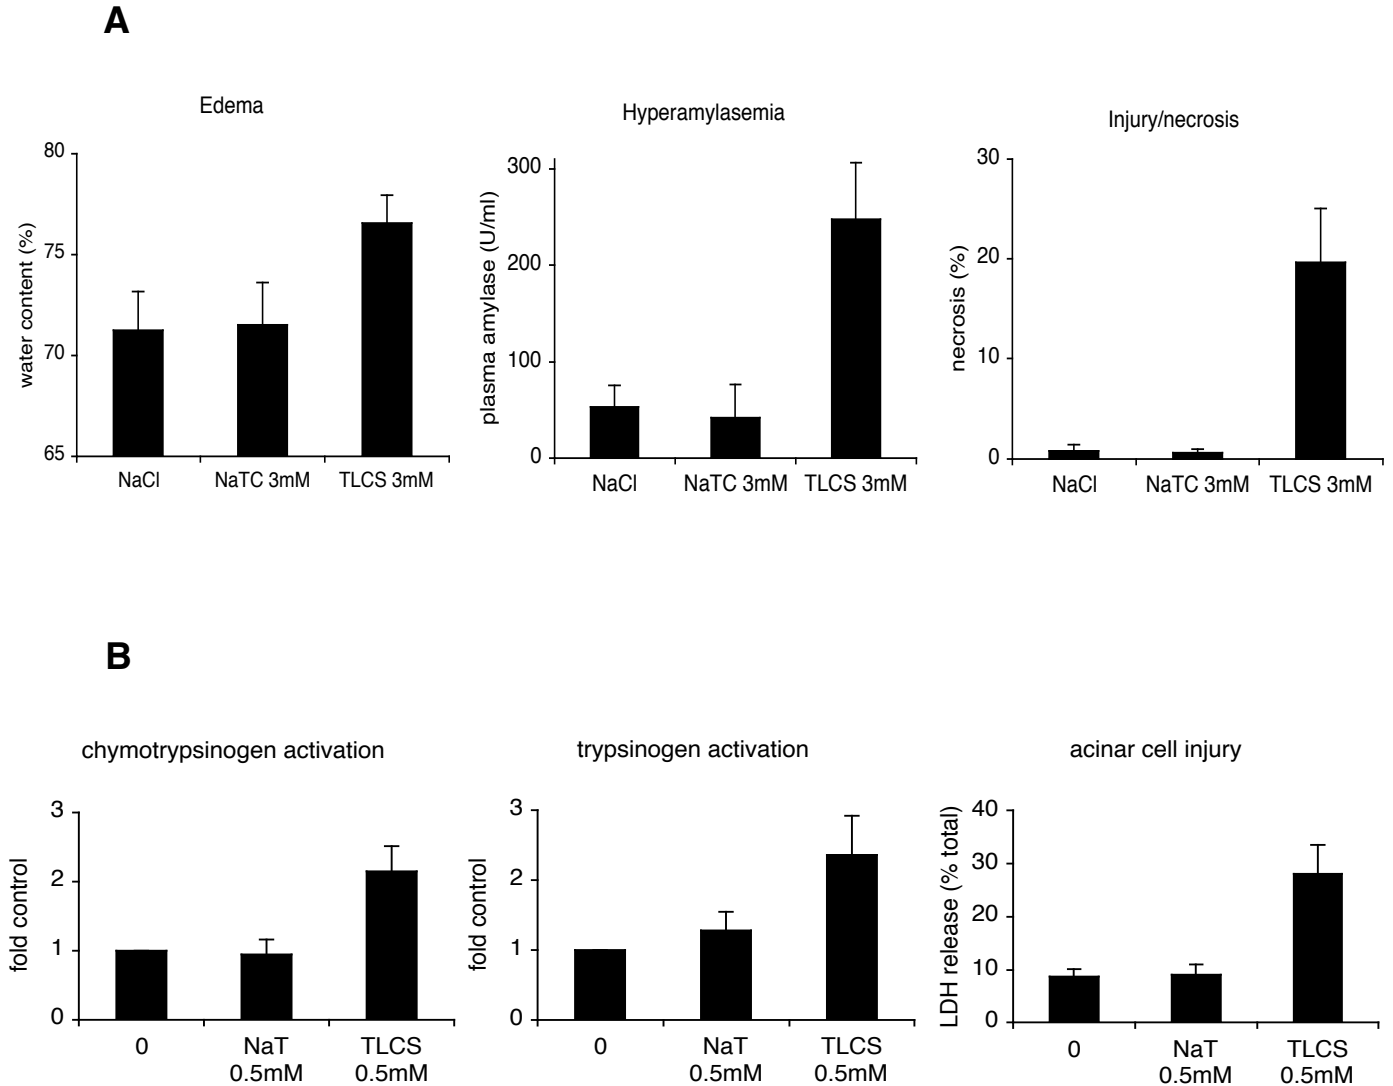 A
Edema
water content (%)
80
75
70
65
NaCl
NaTC 3mM
TLCS 3mM
Hyperamylasemia
plasma amylase (U/ml)
300
200
100
0
NaCl
NaTC 3mM
TLCS 3mM
Injury/necrosis
necrosis (%)
30
20
10
0
NaCl
NaTC 3mM
TLCS 3mM
B
chymotrypsinogen activation
fold control
3
2
1
0
0
NaT
0.5mM
TLCS
0.5mM
trypsinogen activation
fold control
3
2
1
0
0
NaT
0.5mM
TLCS
0.5mM
acinar cell injury
LDH release (% total)
40
30
20
10
0
0
NaT
0.5mM
TLCS
0.5mM